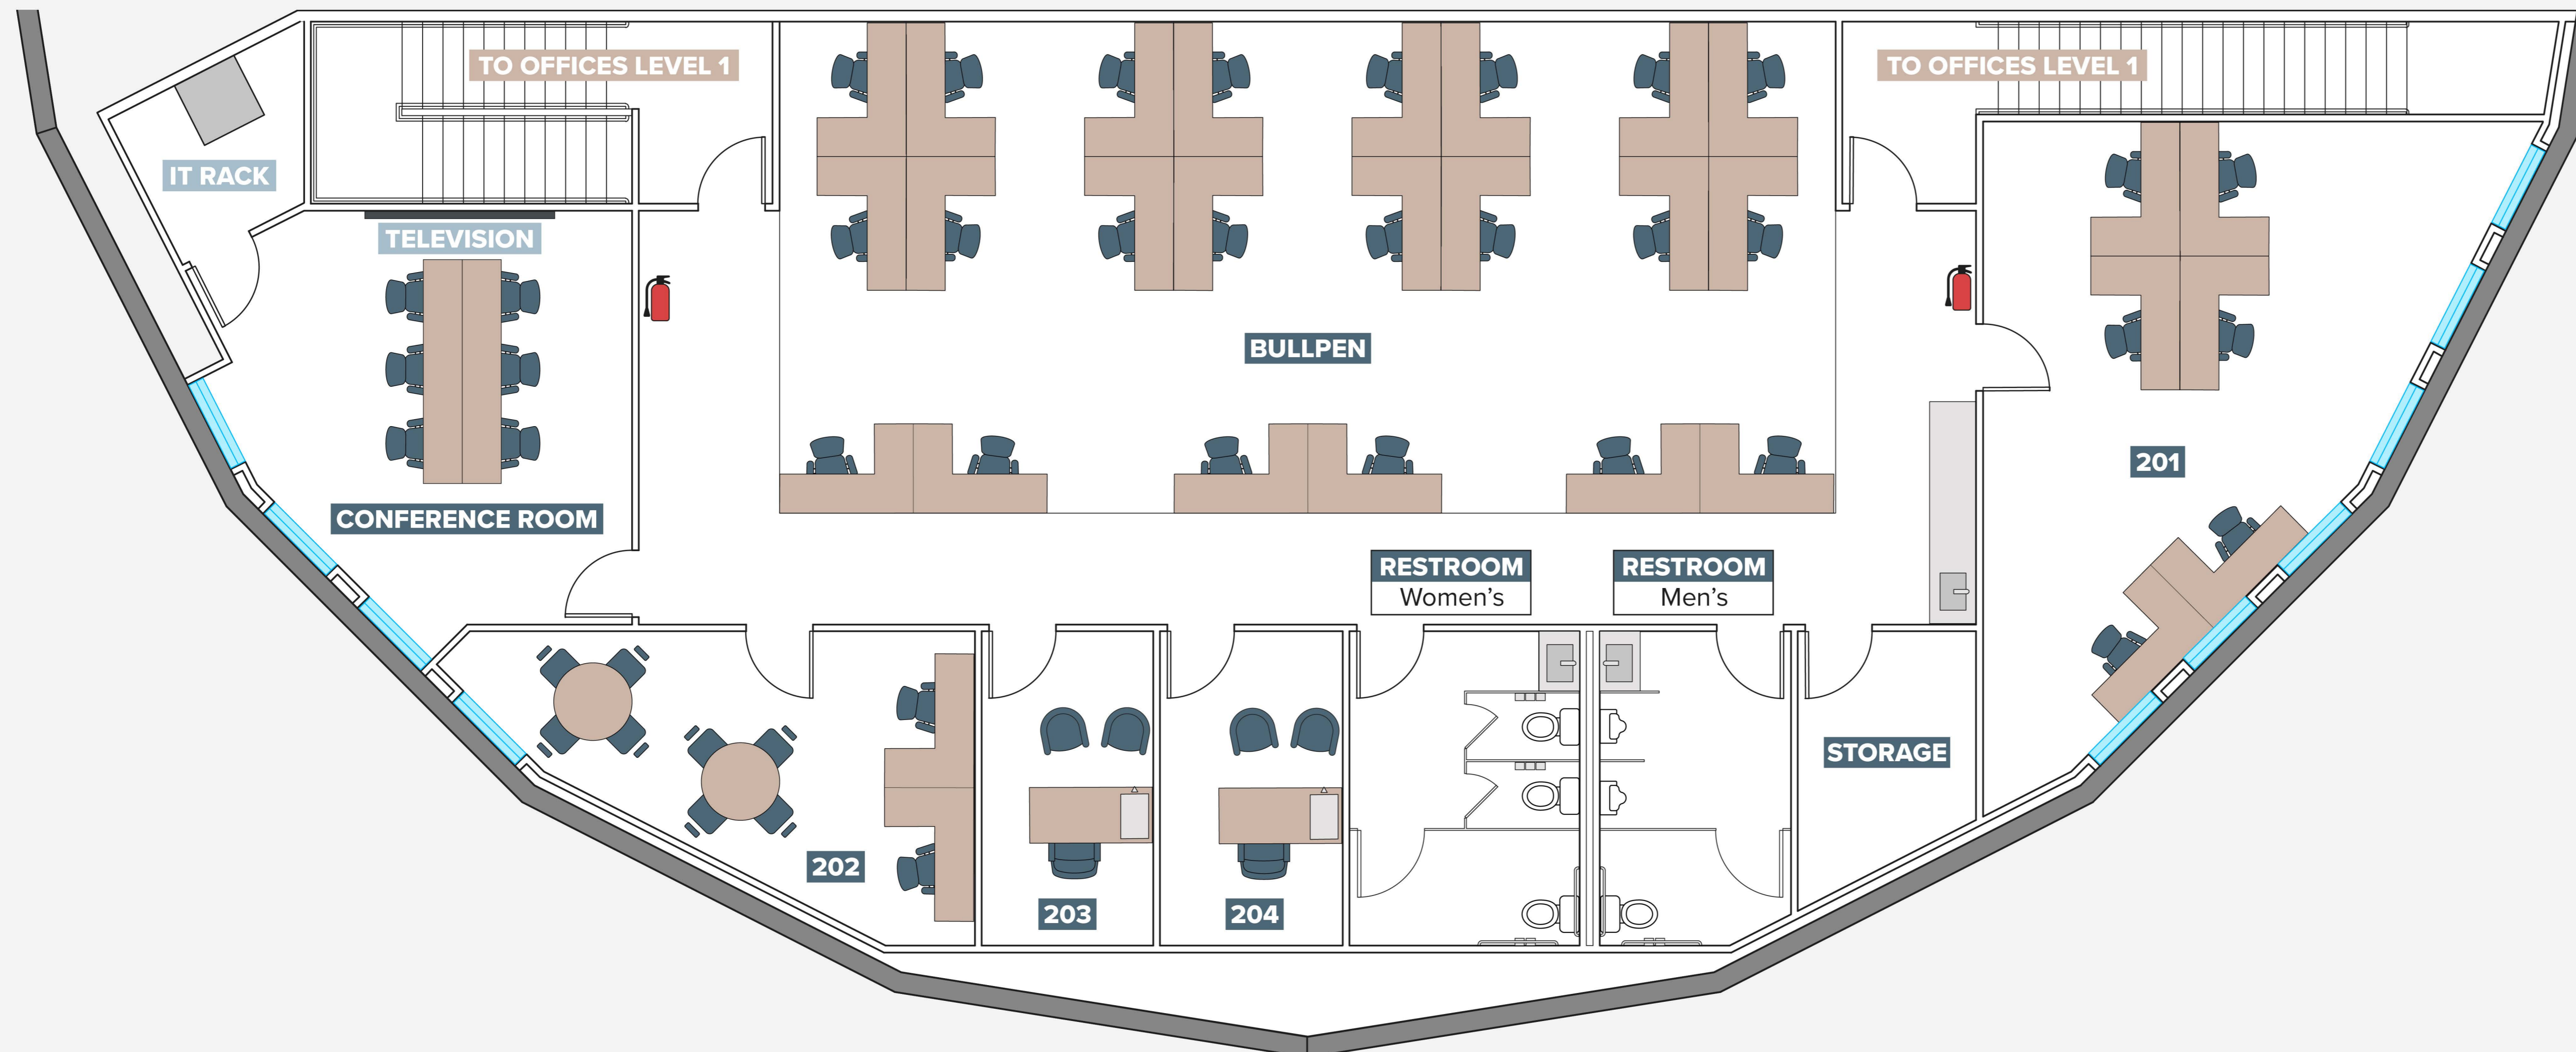 TO OFFICES LEVEL 1
TO OFFICES LEVEL 1
IT RACK
TELEVISION
BULLPEN
201
CONFERENCE ROOM
RESTROOM
Women's
RESTROOM
Men's
STORAGE
202
203
204